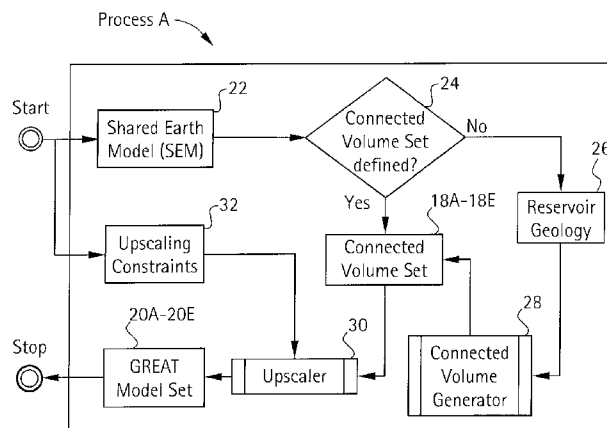 Process A
Start
22
Shared Earth
Model (SEM)
24
Connected
Volume Set
defined?
No
Yes
26
Reservoir
Geology
32
Upscaling
Constraints
18A-18E
Connected
Volume Set
28
Connected
Volume
Generator
30
Upscaler
20A-20E
GREAT
Model Set
Stop